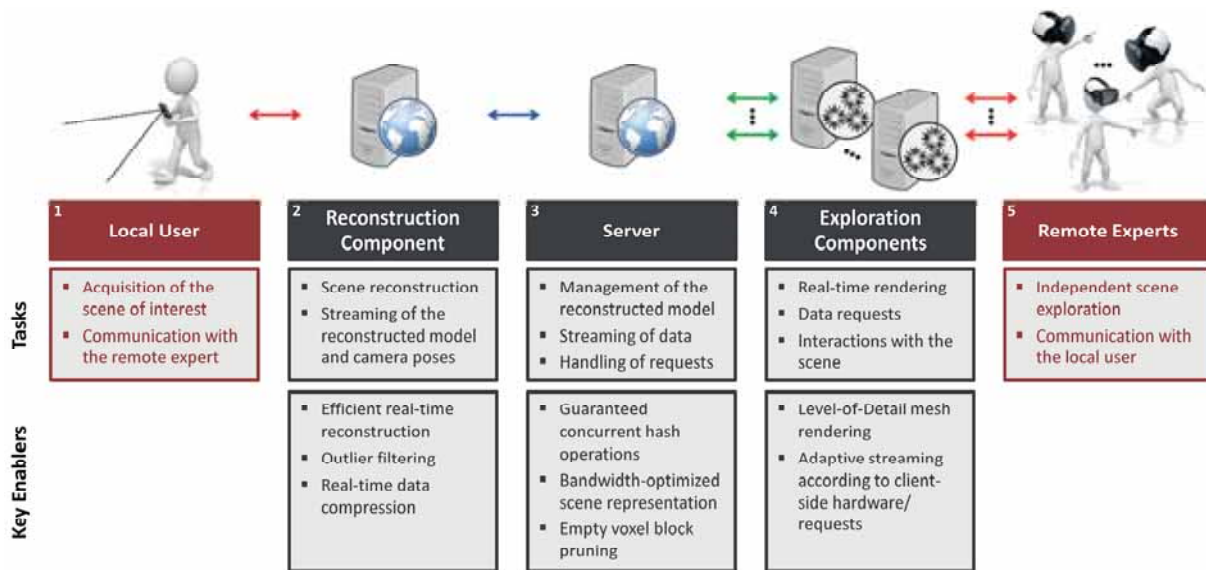 1
Local User
2
Reconstruction
Component
3
Server
4
Exploration
Components
5
Remote Experts
Tasks
▪ Acquisition of the
scene of interest
▪ Communication with
the remote expert
▪ Scene reconstruction
▪ Streaming of the
reconstructed model
and camera poses
▪ Management of the
reconstructed model
▪ Streaming of data
▪ Handling of requests
▪ Real-time rendering
▪ Data requests
▪ Interactions with the
scene
▪ Independent scene
exploration
▪ Communication with
the local user
Key Enablers
▪ Efficient real-time
reconstruction
▪ Outlier filtering
▪ Real-time data
compression
▪ Guaranteed
concurrent hash
operations
▪ Bandwidth-optimized
scene representation
▪ Empty voxel block
pruning
▪ Level-of-Detail mesh
rendering
▪ Adaptive streaming
according to client-
side hardware/
requests